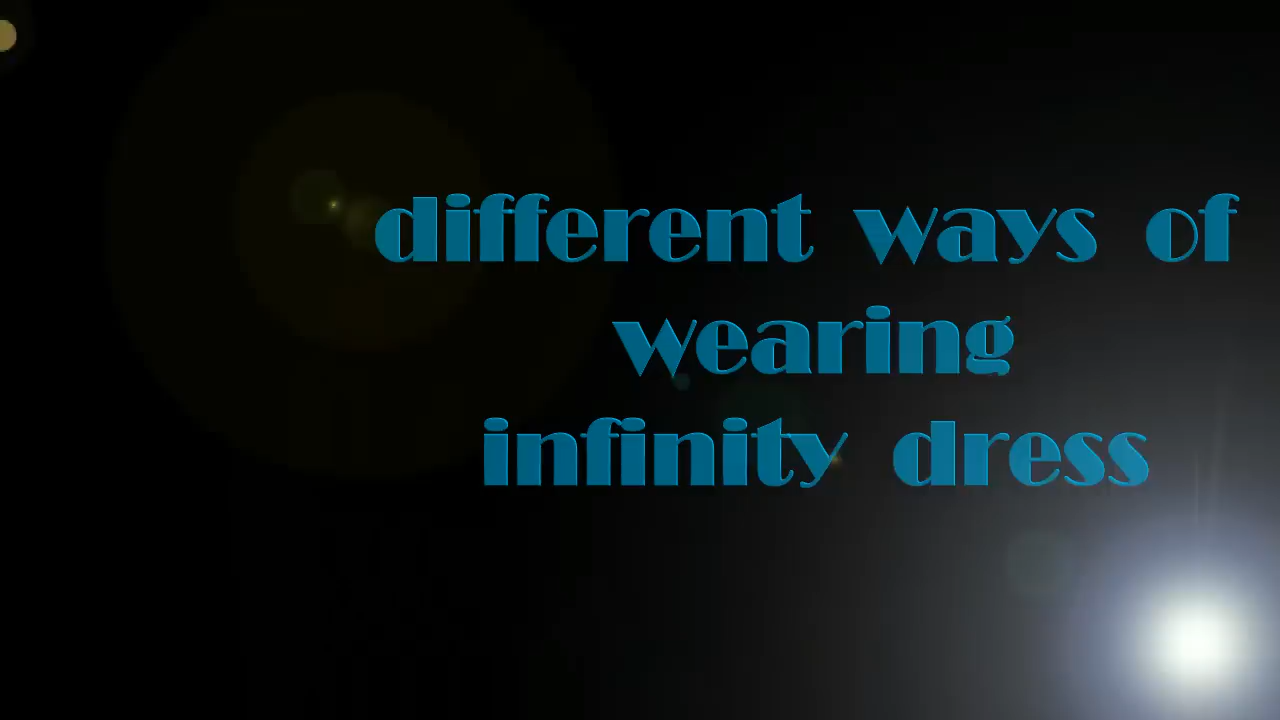 different ways of
wearing
infinity dress